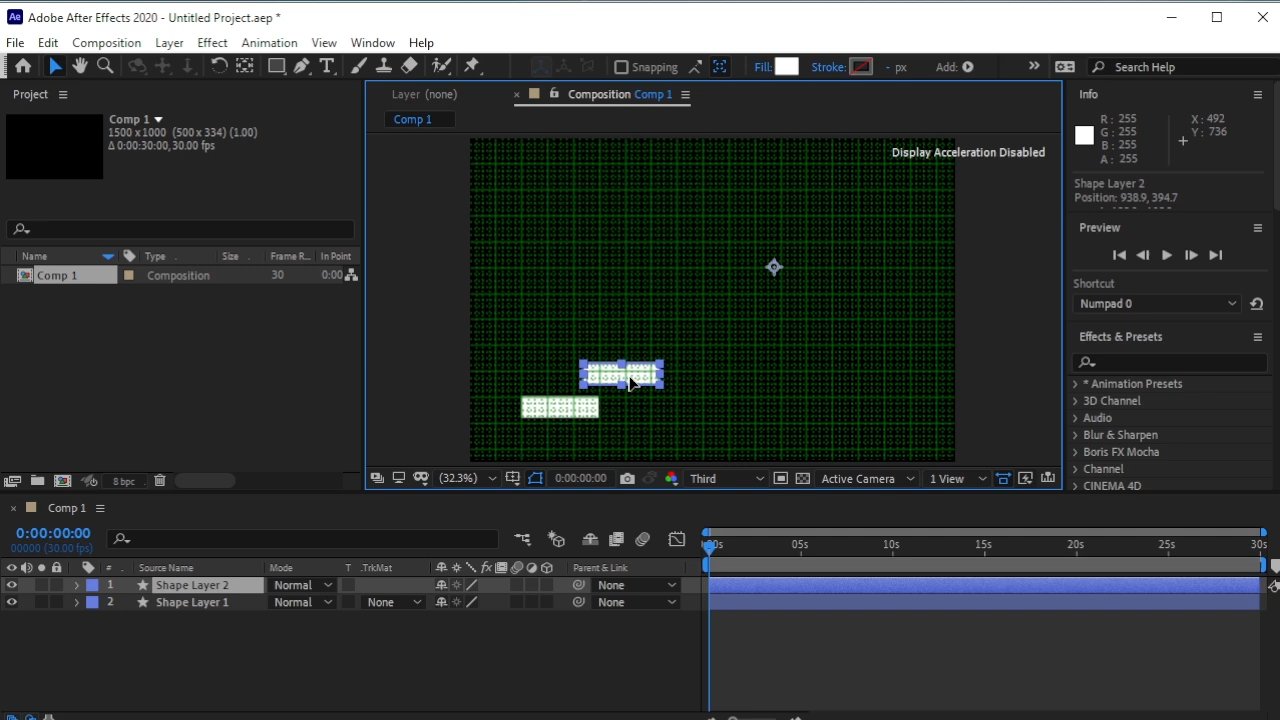 Ae Adobe After Effects 2020 - Untitled Project.aep *
File Edit Composition Layer Effect Animation View Window Help
Snapping Fill: Stroke: - px Add: Search Help
Project
Comp 1
1500 x 1000 (500 x 334) (1.00)
Δ 0:00:30:00, 30.00 fps
Name Type Size Frame R... In Point
Comp 1 Composition 30 0:00
8 bpc
Layer (none) × Composition Comp 1
Comp 1
Display Acceleration Disabled
(32.3%) 0:00:00:00 Third Active Camera 1 View
Info
R: 255
G: 255
B: 255
A: 255
X: 492
Y: 736
Shape Layer 2
Position: 938.9, 394.7
Preview
Shortcut
Numpad 0
Effects & Presets
* Animation Presets
3D Channel
Audio
Blur & Sharpen
Boris FX Mocha
Channel
CINEMA 4D
× Comp 1
0:00:00:00
00000 (30.00 fps)
00s 05s 10s 15s 20s 25s 30s
# Source Name Mode T .TrkMat fx Parent & Link
1 Shape Layer 2 Normal None
2 Shape Layer 1 Normal None None